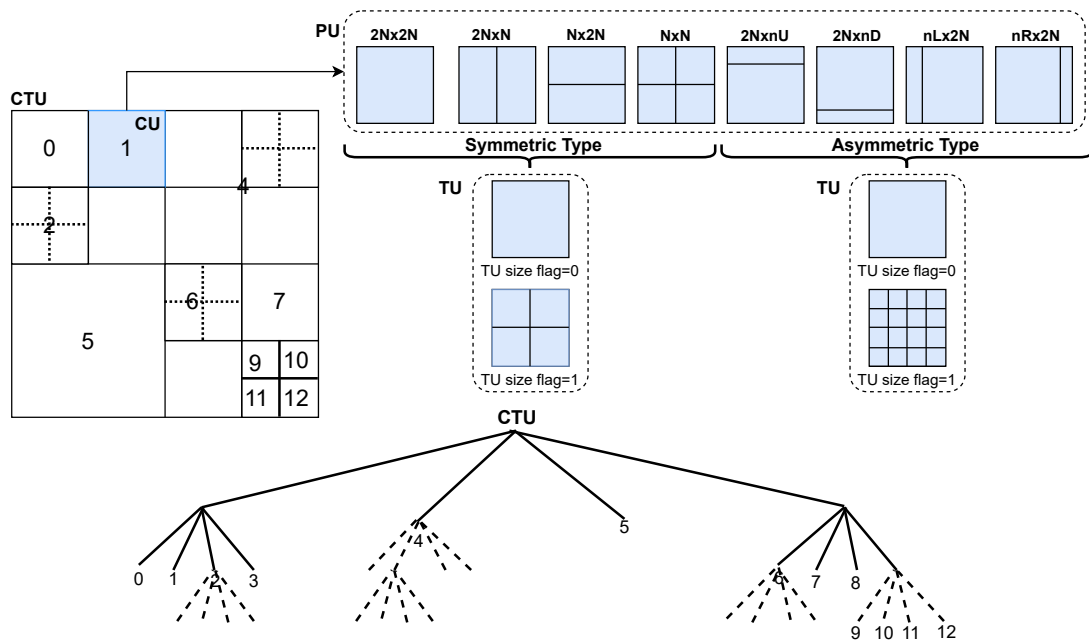 PU
2Nx2N 2NxN Nx2N NxN 2NxnU 2NxnD nLx2N nRx2N
CTU
CU
0 1
4
2
Symmetric Type Asymmetric Type
TU TU
TU size flag=0 TU size flag=0
6 7
5
9 10
11 12
TU size flag=1 TU size flag=1
CTU
5
4
0 1 2 3 6 7 8
9 10 11 12